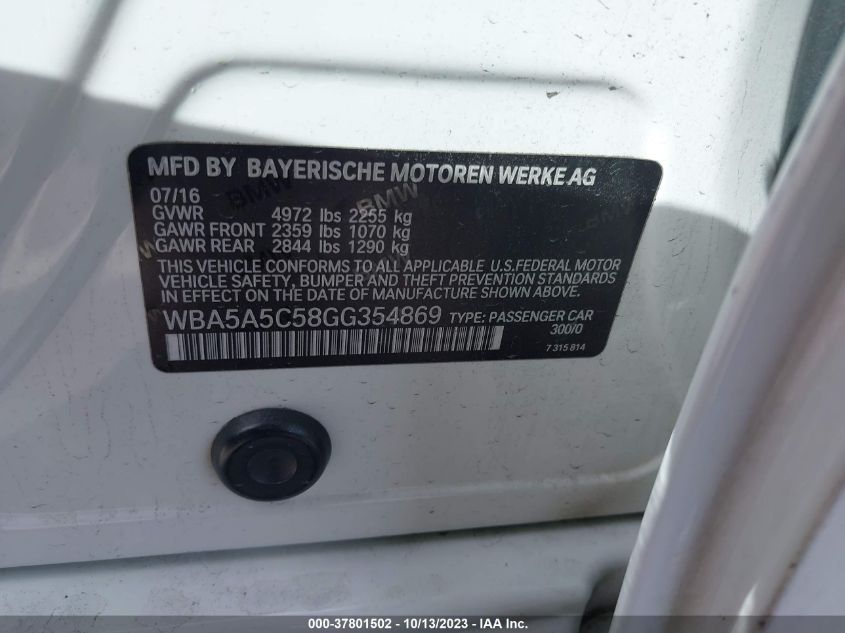 MFD BY BAYERISCHE MOTOREN WERKE AG
07/16
GVWR 4972 lbs 2255 kg
GAWR FRONT 2359 lbs 1070 kg
GAWR REAR 2844 lbs 1290 kg
THIS VEHICLE CONFORMS TO ALL APPLICABLE U.S.FEDERAL MOTOR
VEHICLE SAFETY, BUMPER AND THEFT PREVENTION STANDARDS
IN EFFECT ON THE DATE OF MANUFACTURE SHOWN ABOVE.
WBA5A5C58GG354869 TYPE: PASSENGER CAR
300/0
7 315 814
BMW
BMW
BMW
000-37801502 - 10/13/2023 - IAA Inc.